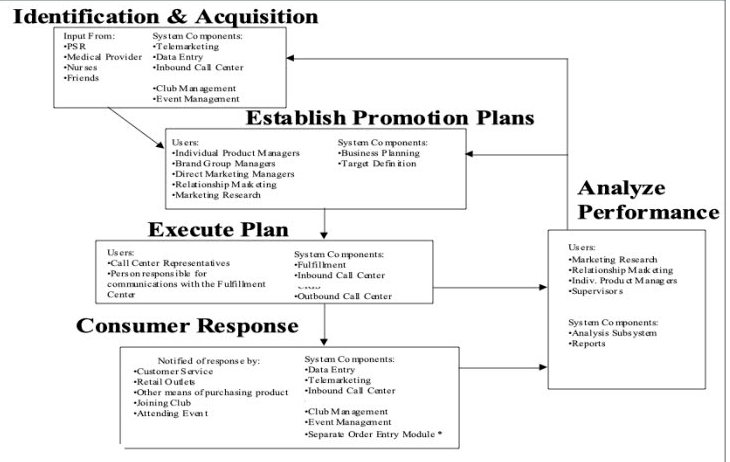 Identification & Acquisition
Input From:
•PSR
•Medical Provider
•Nurses
•Friends
System Components:
•Telemarketing
•Data Entry
•Inbound Call Center
•Club Management
•Event Management
Establish Promotion Plans
Users:
•Individual Product Managers
•Brand Group Managers
•Direct Marketing Managers
•Relationship Marketing
•Marketing Research
System Components:
•Business Planning
•Target Definition
Execute Plan
Users:
•Call Center Representatives
•Person responsible for
communications with the Fulfillment
Center
System Components:
•Fulfillment
•Inbound Call Center
•Outbound Call Center
Consumer Response
Notified of response by:
•Customer Service
•Retail Outlets
•Other means of purchasing product
•Joining Club
•Attending Event
System Components:
•Data Entry
•Telemarketing
•Inbound Call Center
•Club Management
•Event Management
•Separate Order Entry Module *
Analyze
Performance
Users:
•Marketing Research
•Relationship Marketing
•Indiv. Product Managers
•Supervisors
System Components:
•Analysis Subsystem
•Reports